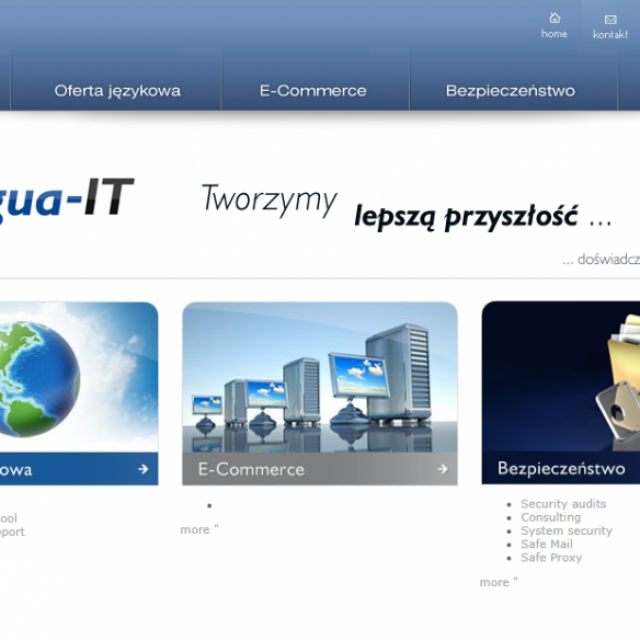 home kontakt
Oferta językowa E-Commerce Bezpieczeństwo
gua-IT Tworzymy lepszą przyszłość ...
... doświadcz
owa E-Commerce Bezpieczeństwo
ool
port
more "
Security audits
Consulting
System security
Safe Mail
Safe Proxy
more "